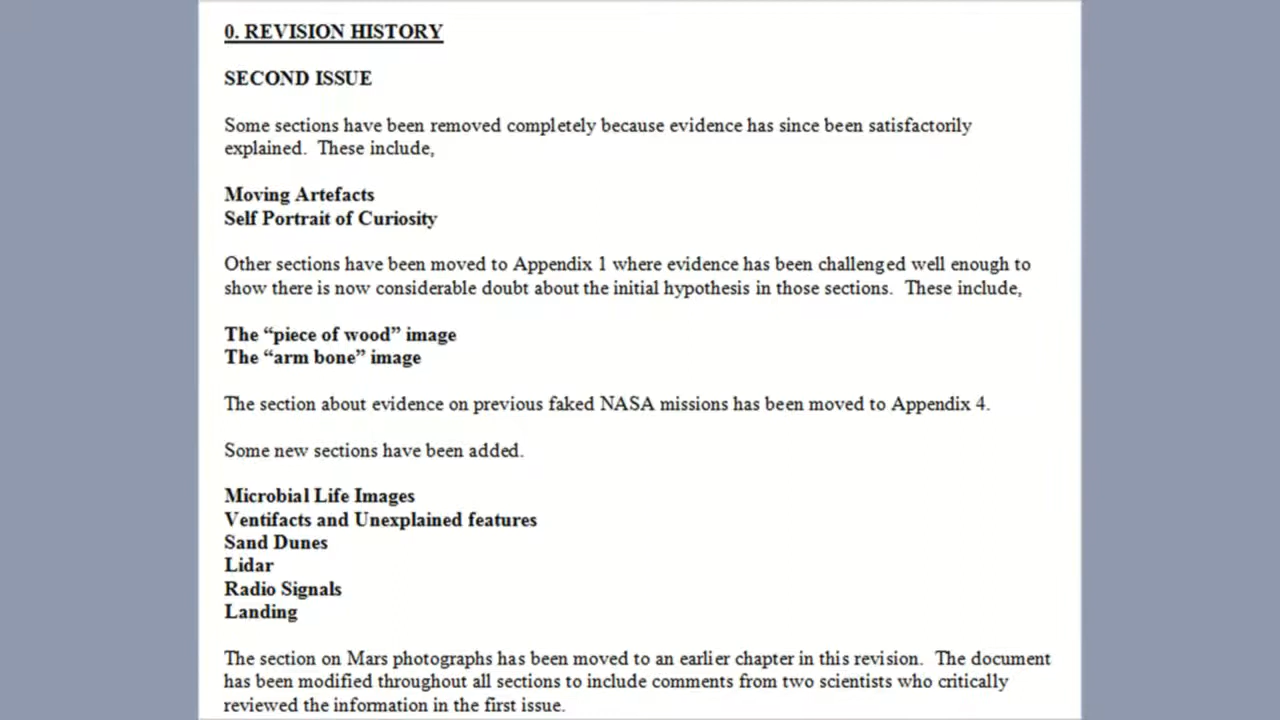 0. REVISION HISTORY
SECOND ISSUE
Some sections have been removed completely because evidence has since been satisfactorily
explained.  These include,
Moving Artefacts
Self Portrait of Curiosity
Other sections have been moved to Appendix 1 where evidence has been challenged well enough to
show there is now considerable doubt about the initial hypothesis in those sections.  These include,
The “piece of wood” image
The “arm bone” image
The section about evidence on previous faked NASA missions has been moved to Appendix 4.
Some new sections have been added.
Microbial Life Images
Ventifacts and Unexplained features
Sand Dunes
Lidar
Radio Signals
Landing
The section on Mars photographs has been moved to an earlier chapter in this revision.  The document
has been modified throughout all sections to include comments from two scientists who critically
reviewed the information in the first issue.